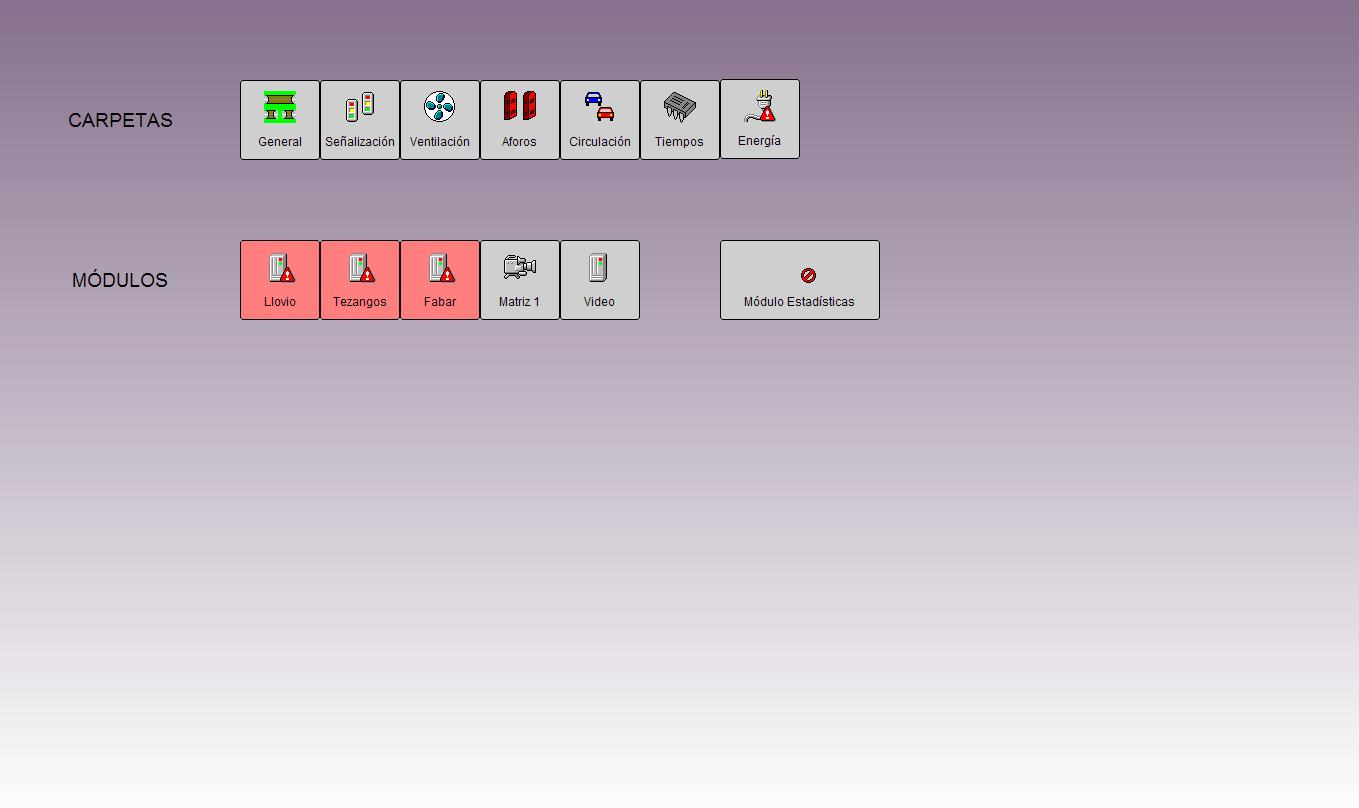 CARPETAS
General
Señalización
Ventilación
Aforos
Circulación
Tiempos
Energía
MÓDULOS
Llovio
Tezangos
Fabar
Matriz 1
Video
Módulo Estadísticas